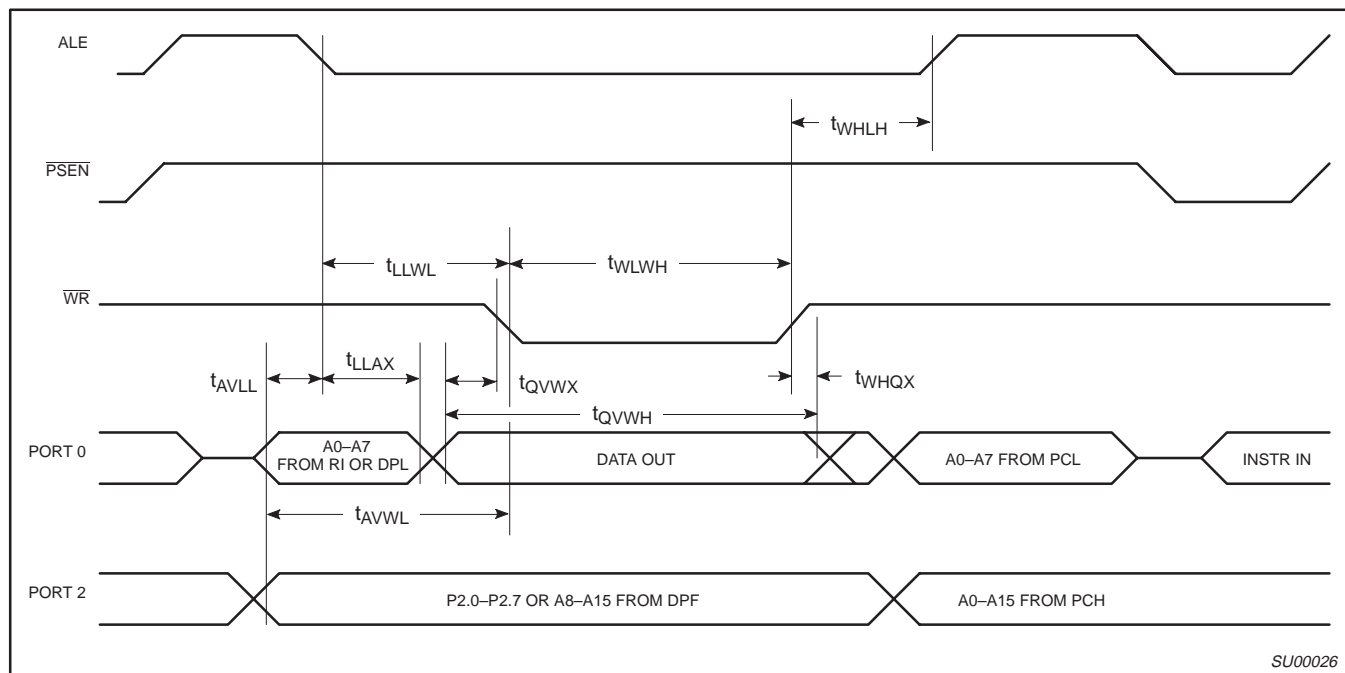 ALE
tWHLH
PSEN
tLLWL
tWLWH
WR
tLLAX
tAVLL
tQVWX
tWHQX
tQVWH
PORT 0
A0–A7
FROM RI OR DPL
DATA OUT
A0–A7 FROM PCL
INSTR IN
tAVWL
PORT 2
P2.0–P2.7 OR A8–A15 FROM DPF
A0–A15 FROM PCH
SU00026